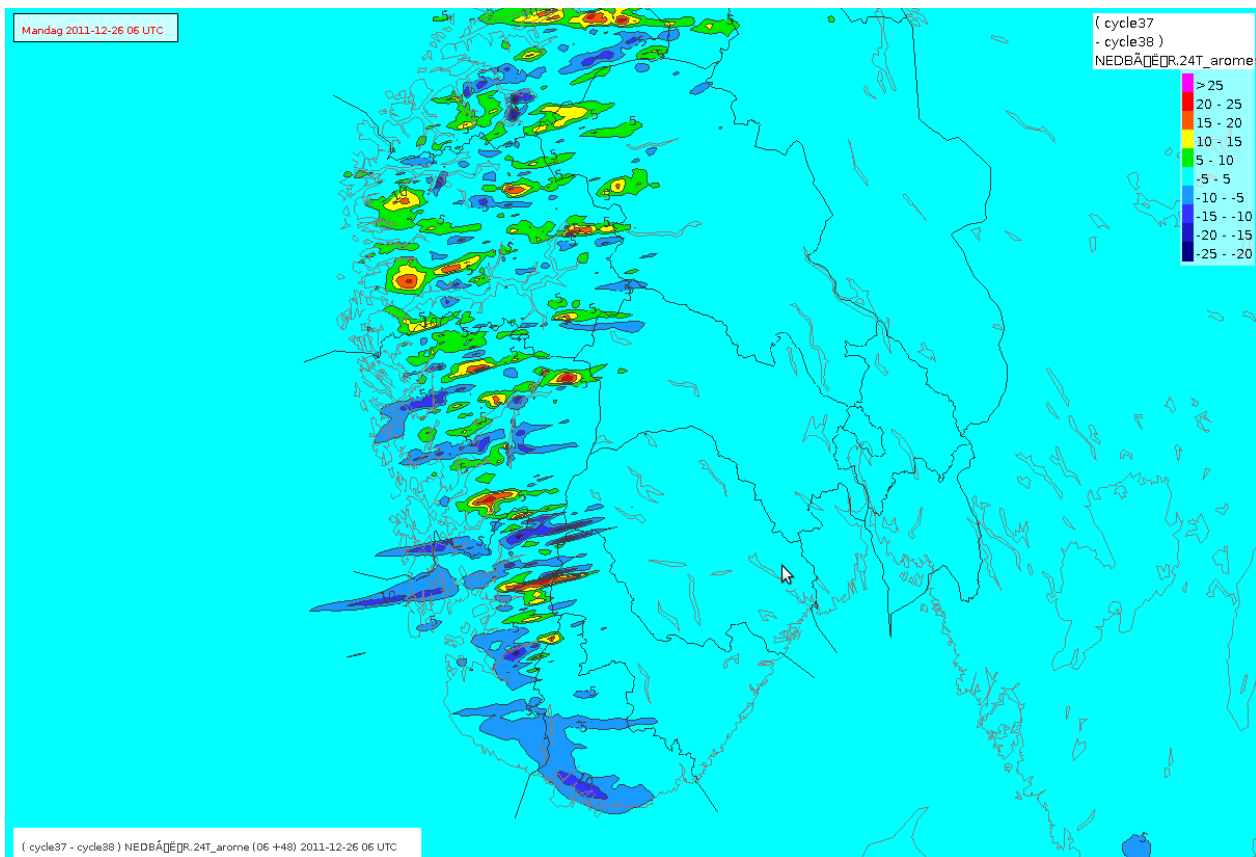 Mandag 2011-12-26 06 UTC
( cycle37
- cycle38 )
NEDBÃ▯Ë▯R.24T_arome
>25
20 - 25
15 - 20
10 - 15
5 - 10
-5 - 5
-10 - -5
-15 - -10
-20 - -15
-25 - -20
( cycle37 - cycle38 ) NEDBÃ▯Ë▯R.24T_arome (06 +48) 2011-12-26 06 UTC